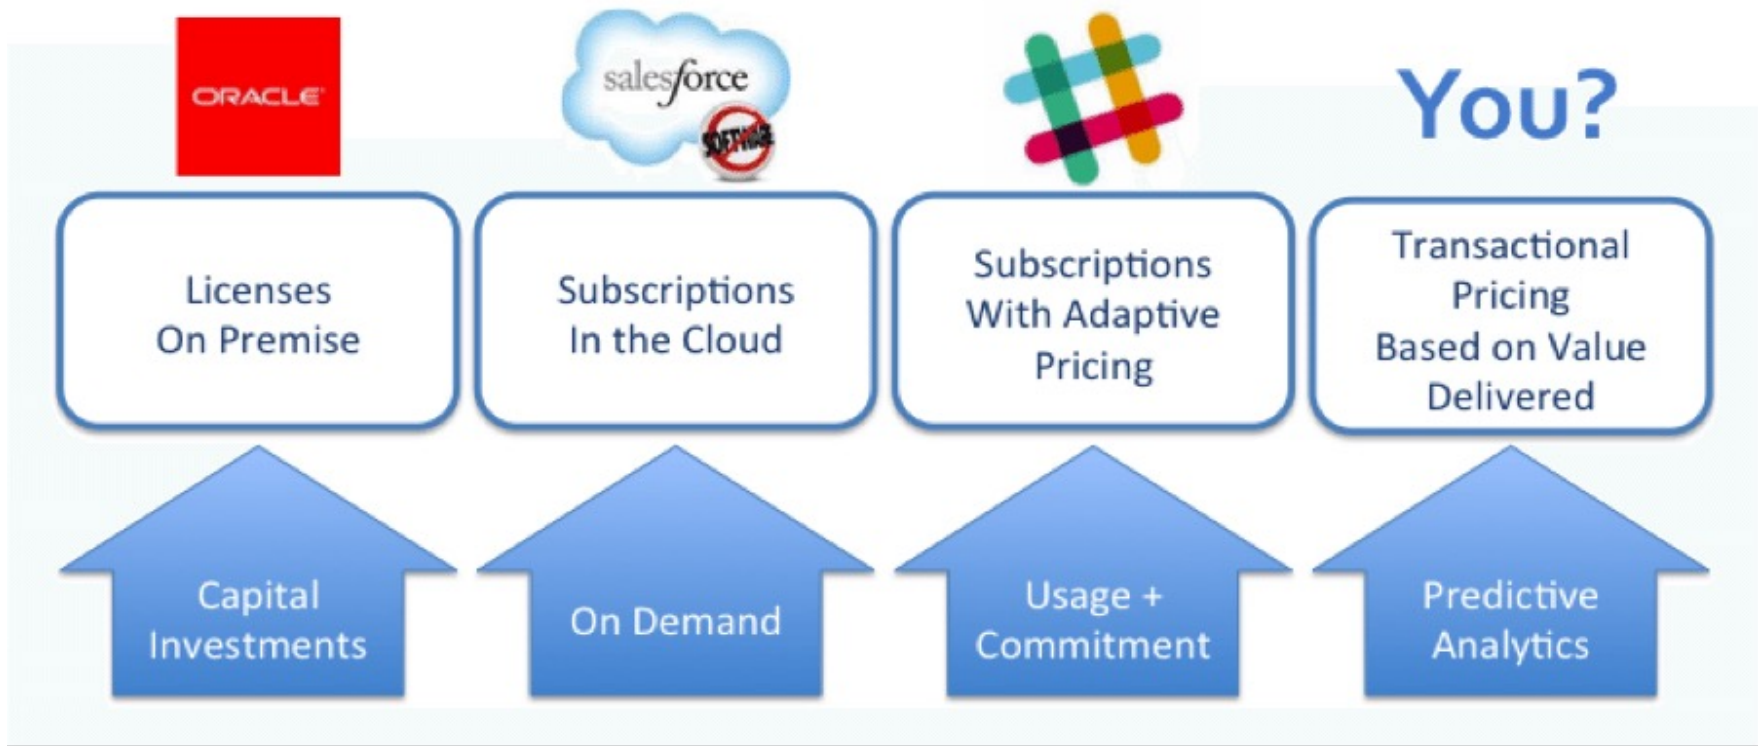 ORACLE
salesforce
SOFTWARE
You?
Licenses
On Premise
Subscriptions
In the Cloud
Subscriptions
With Adaptive
Pricing
Transactional
Pricing
Based on Value
Delivered
Capital
Investments
On Demand
Usage +
Commitment
Predictive
Analytics